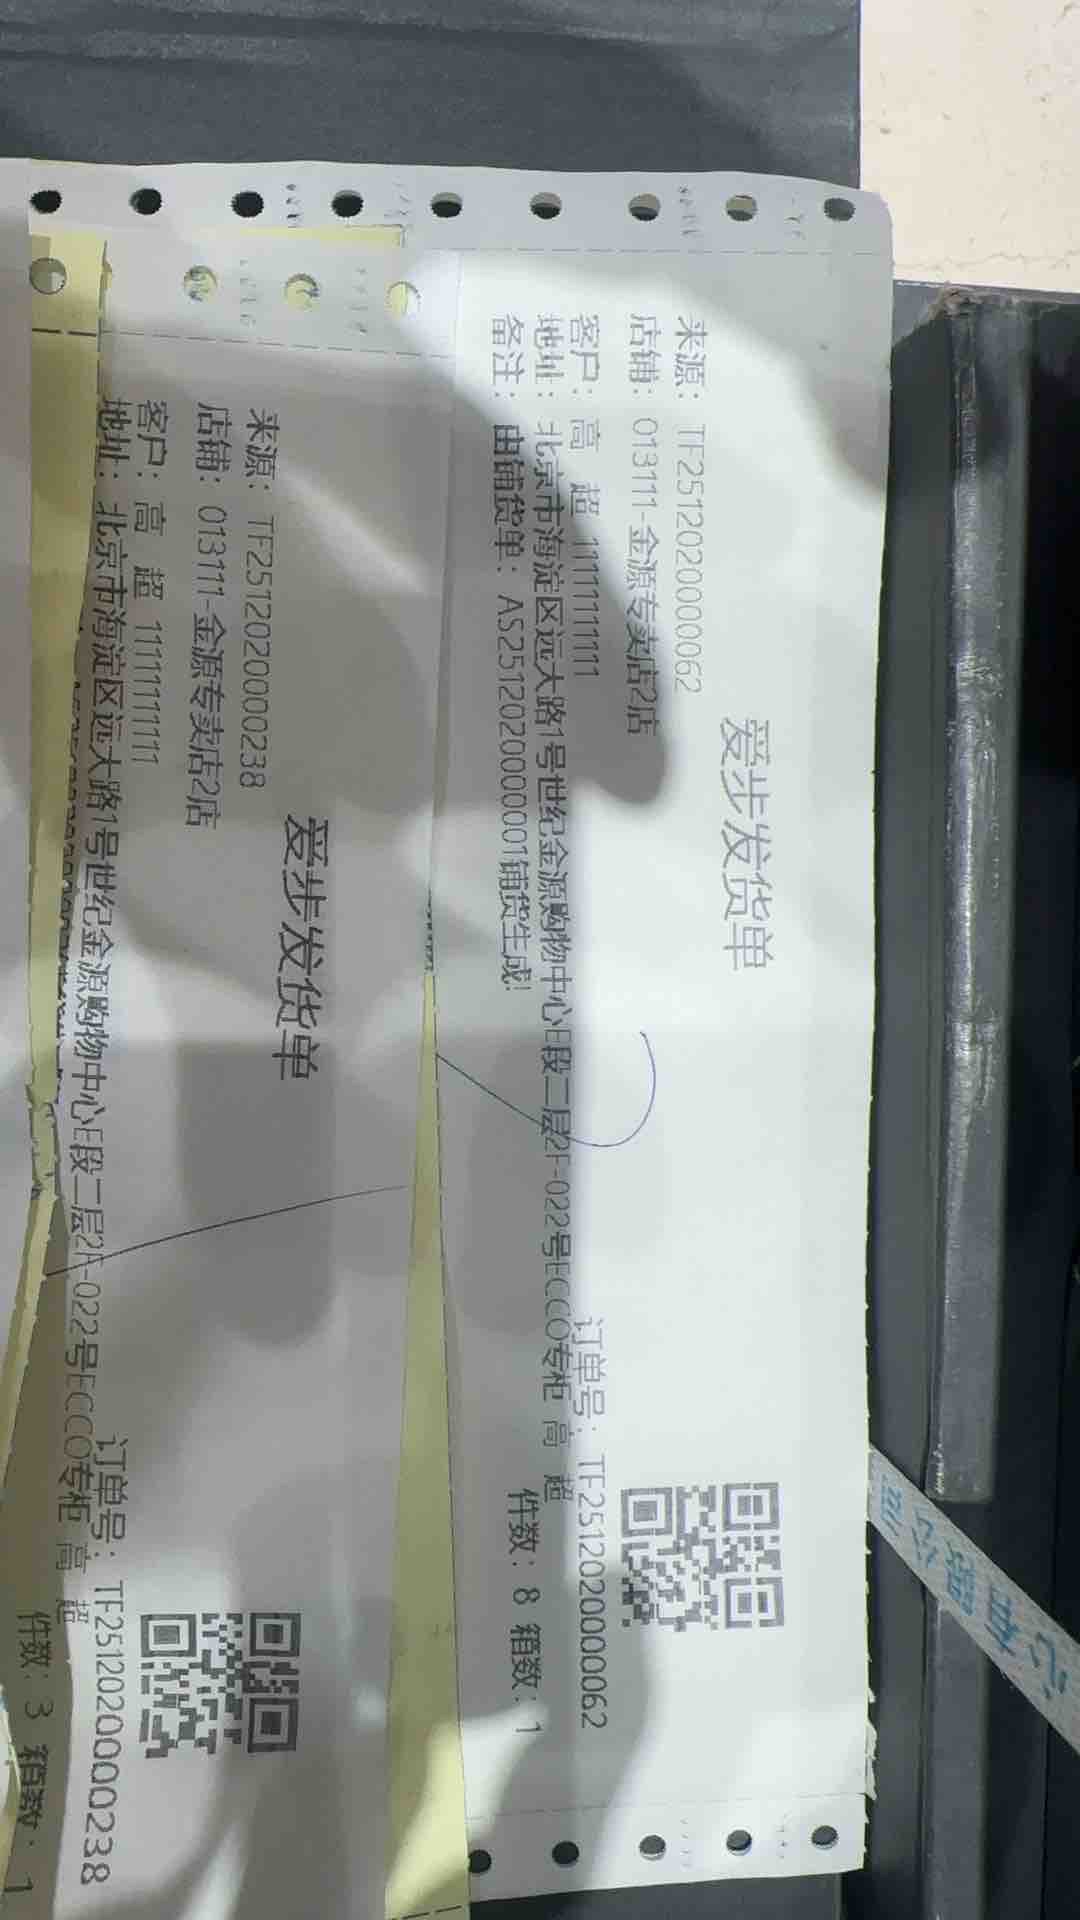 爱步发货单
来源：TF251202000062
店铺：013111-金源专卖店2店
订单号：TF251202000062
客户：高 超 11111111111
地址：北京市海淀区远大路1号世纪金源购物中心E段二层2F-022号ECCO专柜 高 超
备注：由铺货单：AS251202000001铺货生成!
件数：8 箱数：1
爱步发货单
来源：TF251202000238
店铺：013111-金源专卖店2店
订单号：TF251202000238
客户：高 超 11111111111
地址：北京市海淀区远大路1号世纪金源购物中心E段二层2F-022号ECCO专柜 高 超
件数：3 箱数：1